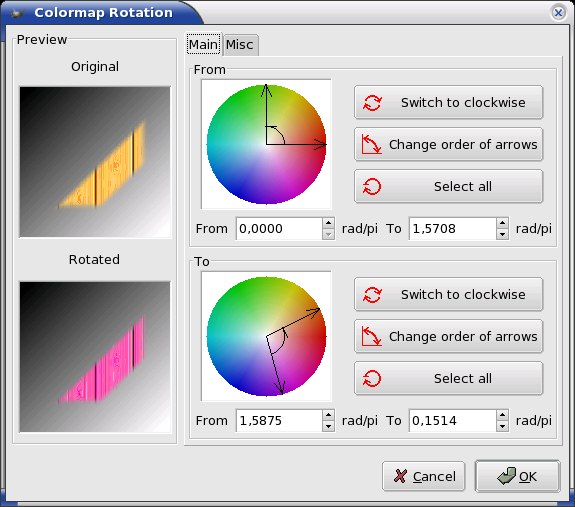 Colormap Rotation
Preview
Original
Rotated
Main Misc
From
Switch to clockwise
Change order of arrows
Select all
From 0,0000 rad/pi To 1,5708 rad/pi
To
Switch to clockwise
Change order of arrows
Select all
From 1,5875 rad/pi To 0,1514 rad/pi
Cancel OK